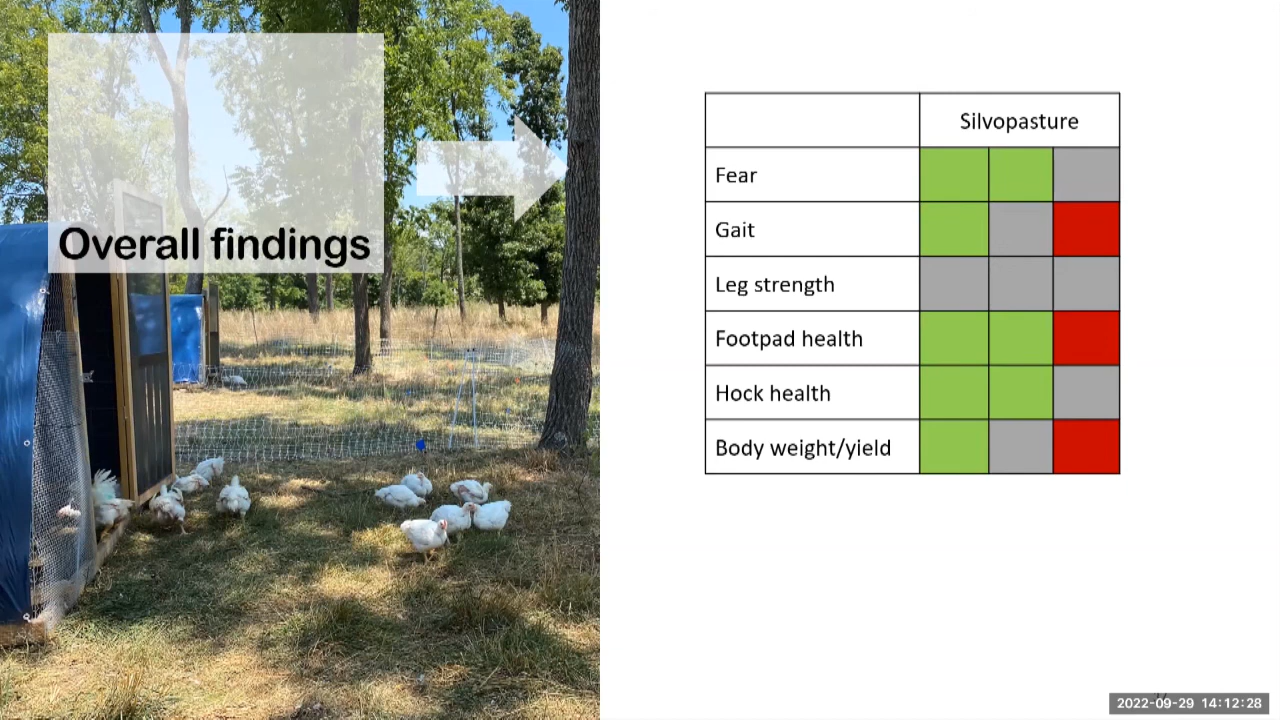 Overall findings
Silvopasture
Fear
Gait
Leg strength
Footpad health
Hock health
Body weight/yield
2022-09-29 14:12:28